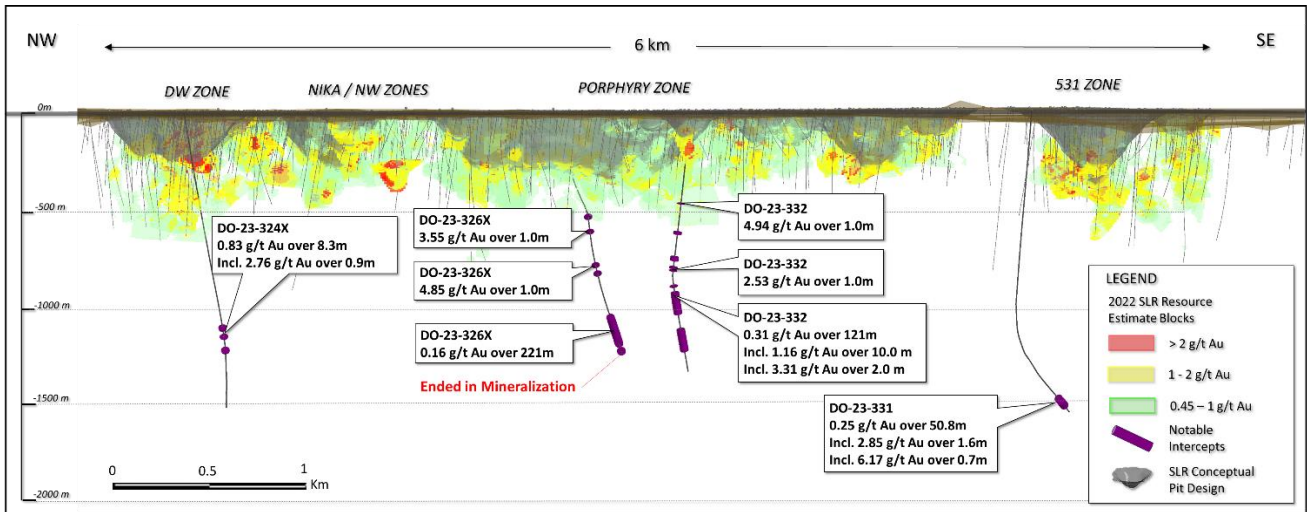 NW
6 km
SE
DW ZONE
NIKA / NW ZONES
PORPHYRY ZONE
531 ZONE
0m
-500 m
-1000 m
-1500 m
-2000 m
DO-23-324X
0.83 g/t Au over 8.3m
Incl. 2.76 g/t Au over 0.9m
DO-23-326X
3.55 g/t Au over 1.0m
DO-23-326X
4.85 g/t Au over 1.0m
DO-23-326X
0.16 g/t Au over 221m
Ended in Mineralization
DO-23-332
4.94 g/t Au over 1.0m
DO-23-332
2.53 g/t Au over 1.0m
DO-23-332
0.31 g/t Au over 121m
Incl. 1.16 g/t Au over 10.0 m
Incl. 3.31 g/t Au over 2.0 m
DO-23-331
0.25 g/t Au over 50.8m
Incl. 2.85 g/t Au over 1.6m
Incl. 6.17 g/t Au over 0.7m
LEGEND
2022 SLR Resource
Estimate Blocks
> 2 g/t Au
1 - 2 g/t Au
0.45 – 1 g/t Au
Notable
Intercepts
SLR Conceptual
Pit Design
0 0.5 1
Km